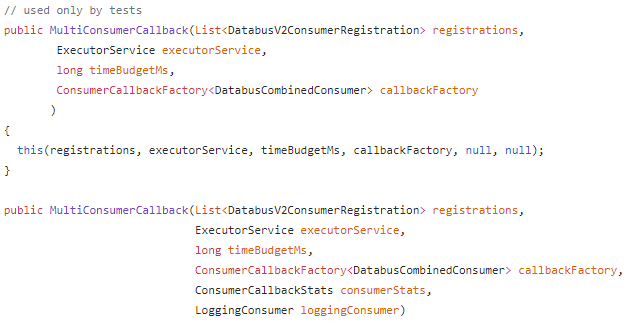 // used only by tests
public MultiConsumerCallback(List<DatabusV2ConsumerRegistration> registrations,
ExecutorService executorService,
long timeBudgetMs,
ConsumerCallbackFactory<DatabusCombinedConsumer> callbackFactory
)
{
this(registrations, executorService, timeBudgetMs, callbackFactory, null, null);
}
public MultiConsumerCallback(List<DatabusV2ConsumerRegistration> registrations,
ExecutorService executorService,
long timeBudgetMs,
ConsumerCallbackFactory<DatabusCombinedConsumer> callbackFactory,
ConsumerCallbackStats consumerStats,
LoggingConsumer loggingConsumer)